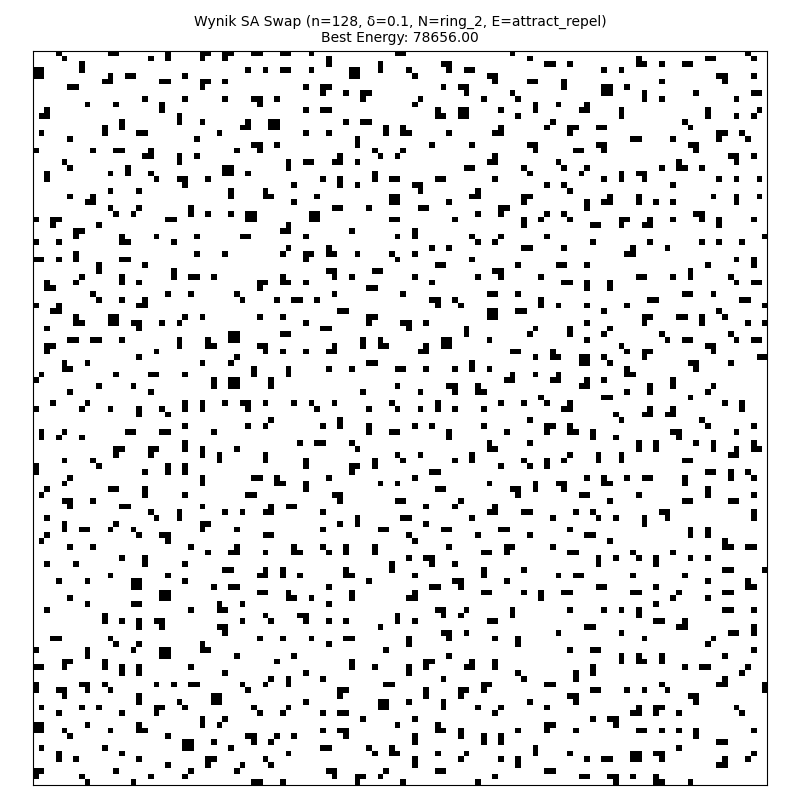 Wynik SA Swap (n=128, δ=0.1, N=ring_2, E=attract_repel)
Best Energy: 78656.00